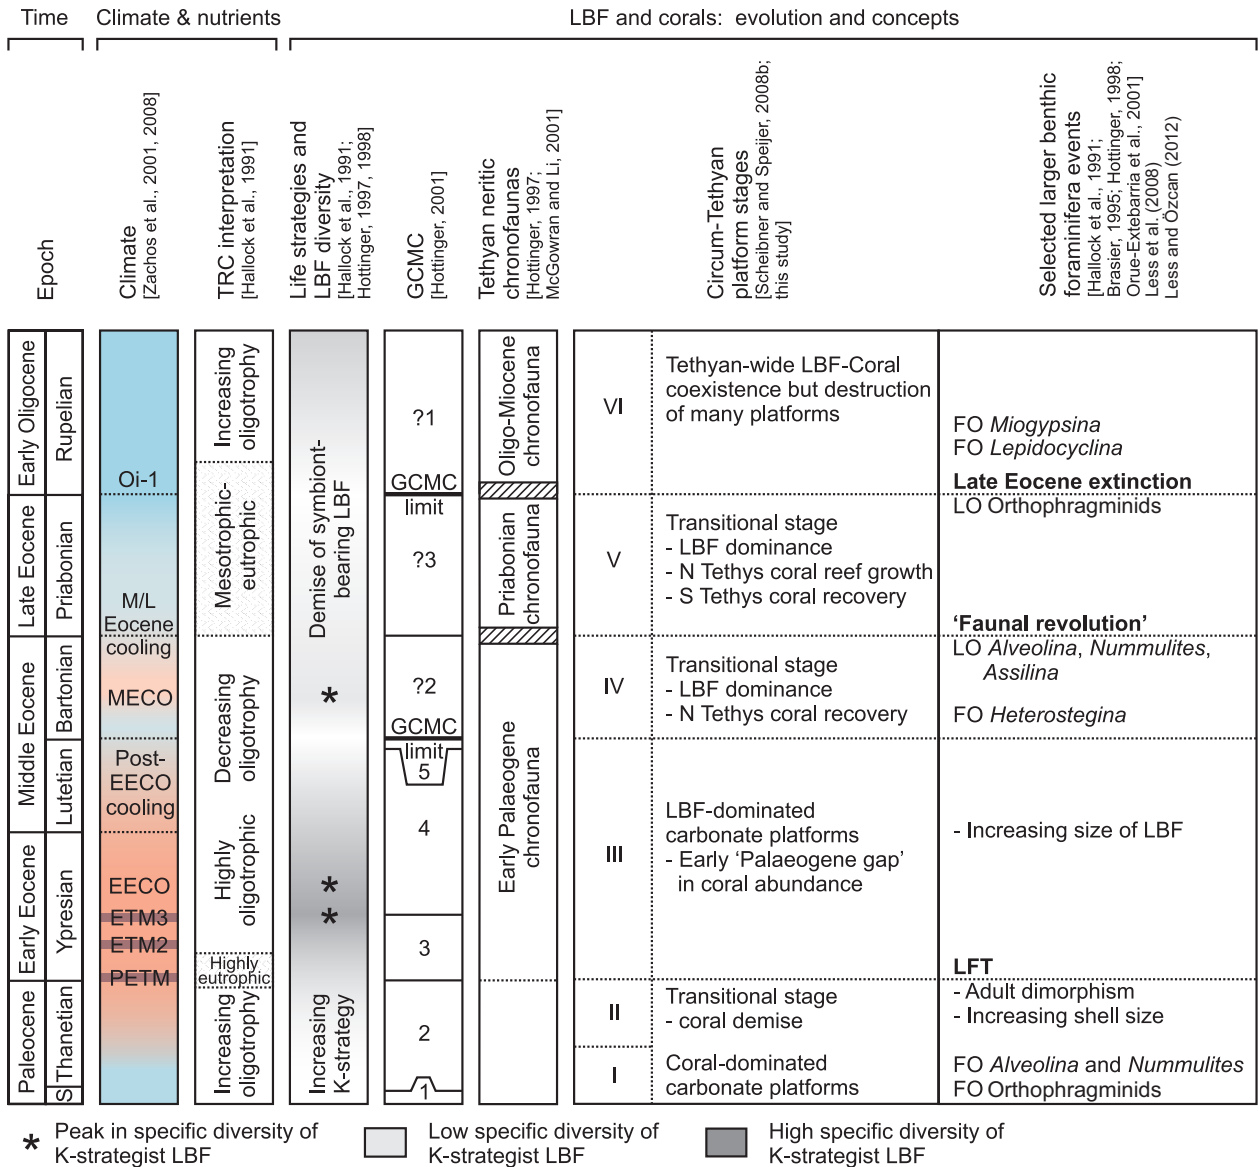 Time
Climate & nutrients
LBF and corals: evolution and concepts
Epoch
Climate
[Zachos et al., 2001, 2008]
TRC interpretation
[Hallock et al., 1991]
Life strategies and
LBF diversity
[Hallock et al., 1991;
Hottinger, 1997, 1998]
GCMC
[Hottinger, 2001]
Tethyan neritic
chronofaunas
[Hottinger, 1997;
McGowran and Li, 2001]
Circum-Tethyan
platform stages
[Scheibner and Speijer, 2008b;
this study]
Selected larger benthic
foraminifera events
[Hallock et al., 1991;
Brasier, 1995; Hottinger, 1998;
Orue-Extebarria et al., 2001]
Less et al. (2008)
Less and Özcan (2012)
Early Oligocene
Late Eocene
Middle Eocene
Early Eocene
Paleocene
Rupelian
Priabonian
Bartonian
Lutetian
Ypresian
Thanetian
Sl
Oi-1
M/L
Eocene
cooling
MECO
Post-
EECO
cooling
EECO
ETM3
ETM2
PETM
Increasing
oligotrophy
Mesotrophic-
eutrophic
Decreasing
oligotrophy
Highly
oligotrophic
Highly
eutrophic
Increasing
oligotrophy
Demise of symbiont-
bearing LBF
*
*
*
Increasing
K-strategy
?1
GCMC
limit
?3
?2
GCMC
limit
5
4
3
2
1
Oligo-Miocene
chronofauna
Priabonian
chronofauna
Early Palaeogene
chronofauna
VI
Tethyan-wide LBF-Coral
coexistence but destruction
of many platforms
V
Transitional stage
- LBF dominance
- N Tethys coral reef growth
- S Tethys coral recovery
IV
Transitional stage
- LBF dominance
- N Tethys coral recovery
III
LBF-dominated
carbonate platforms
- Early ‘Palaeogene gap’
in coral abundance
II
Transitional stage
- coral demise
I
Coral-dominated
carbonate platforms
FO Miogypsina
FO Lepidocyclina
Late Eocene extinction
LO Orthophragminids
‘Faunal revolution’
LO Alveolina, Nummulites,
Assilina
FO Heterostegina
- Increasing size of LBF
LFT
- Adult dimorphism
- Increasing shell size
FO Alveolina and Nummulites
FO Orthophragminids
* Peak in specific diversity of
K-strategist LBF
Low specific diversity of
K-strategist LBF
High specific diversity of
K-strategist LBF